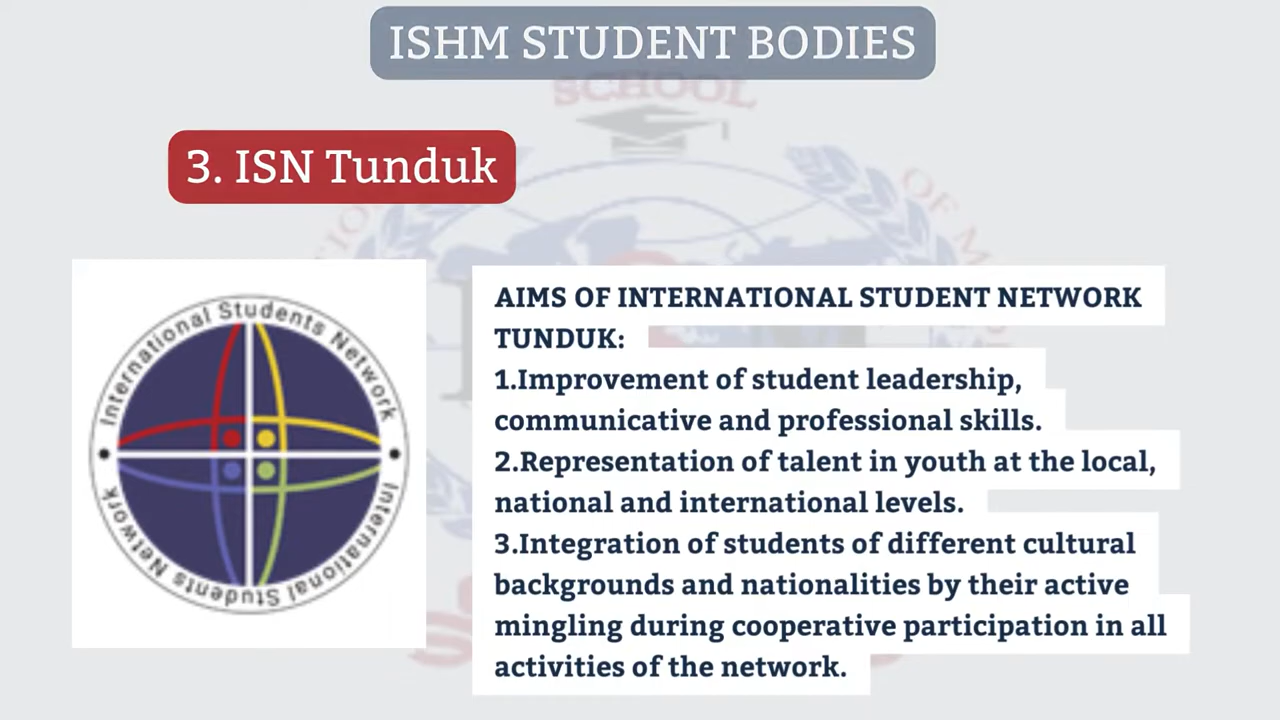 ISHM STUDENT BODIES
SCHOOL
3. ISN Tunduk
International Students Network
International Students Network
AIMS OF INTERNATIONAL STUDENT NETWORK
TUNDUK:
1.Improvement of student leadership,
communicative and professional skills.
2.Representation of talent in youth at the local,
national and international levels.
3.Integration of students of different cultural
backgrounds and nationalities by their active
mingling during cooperative participation in all
activities of the network.